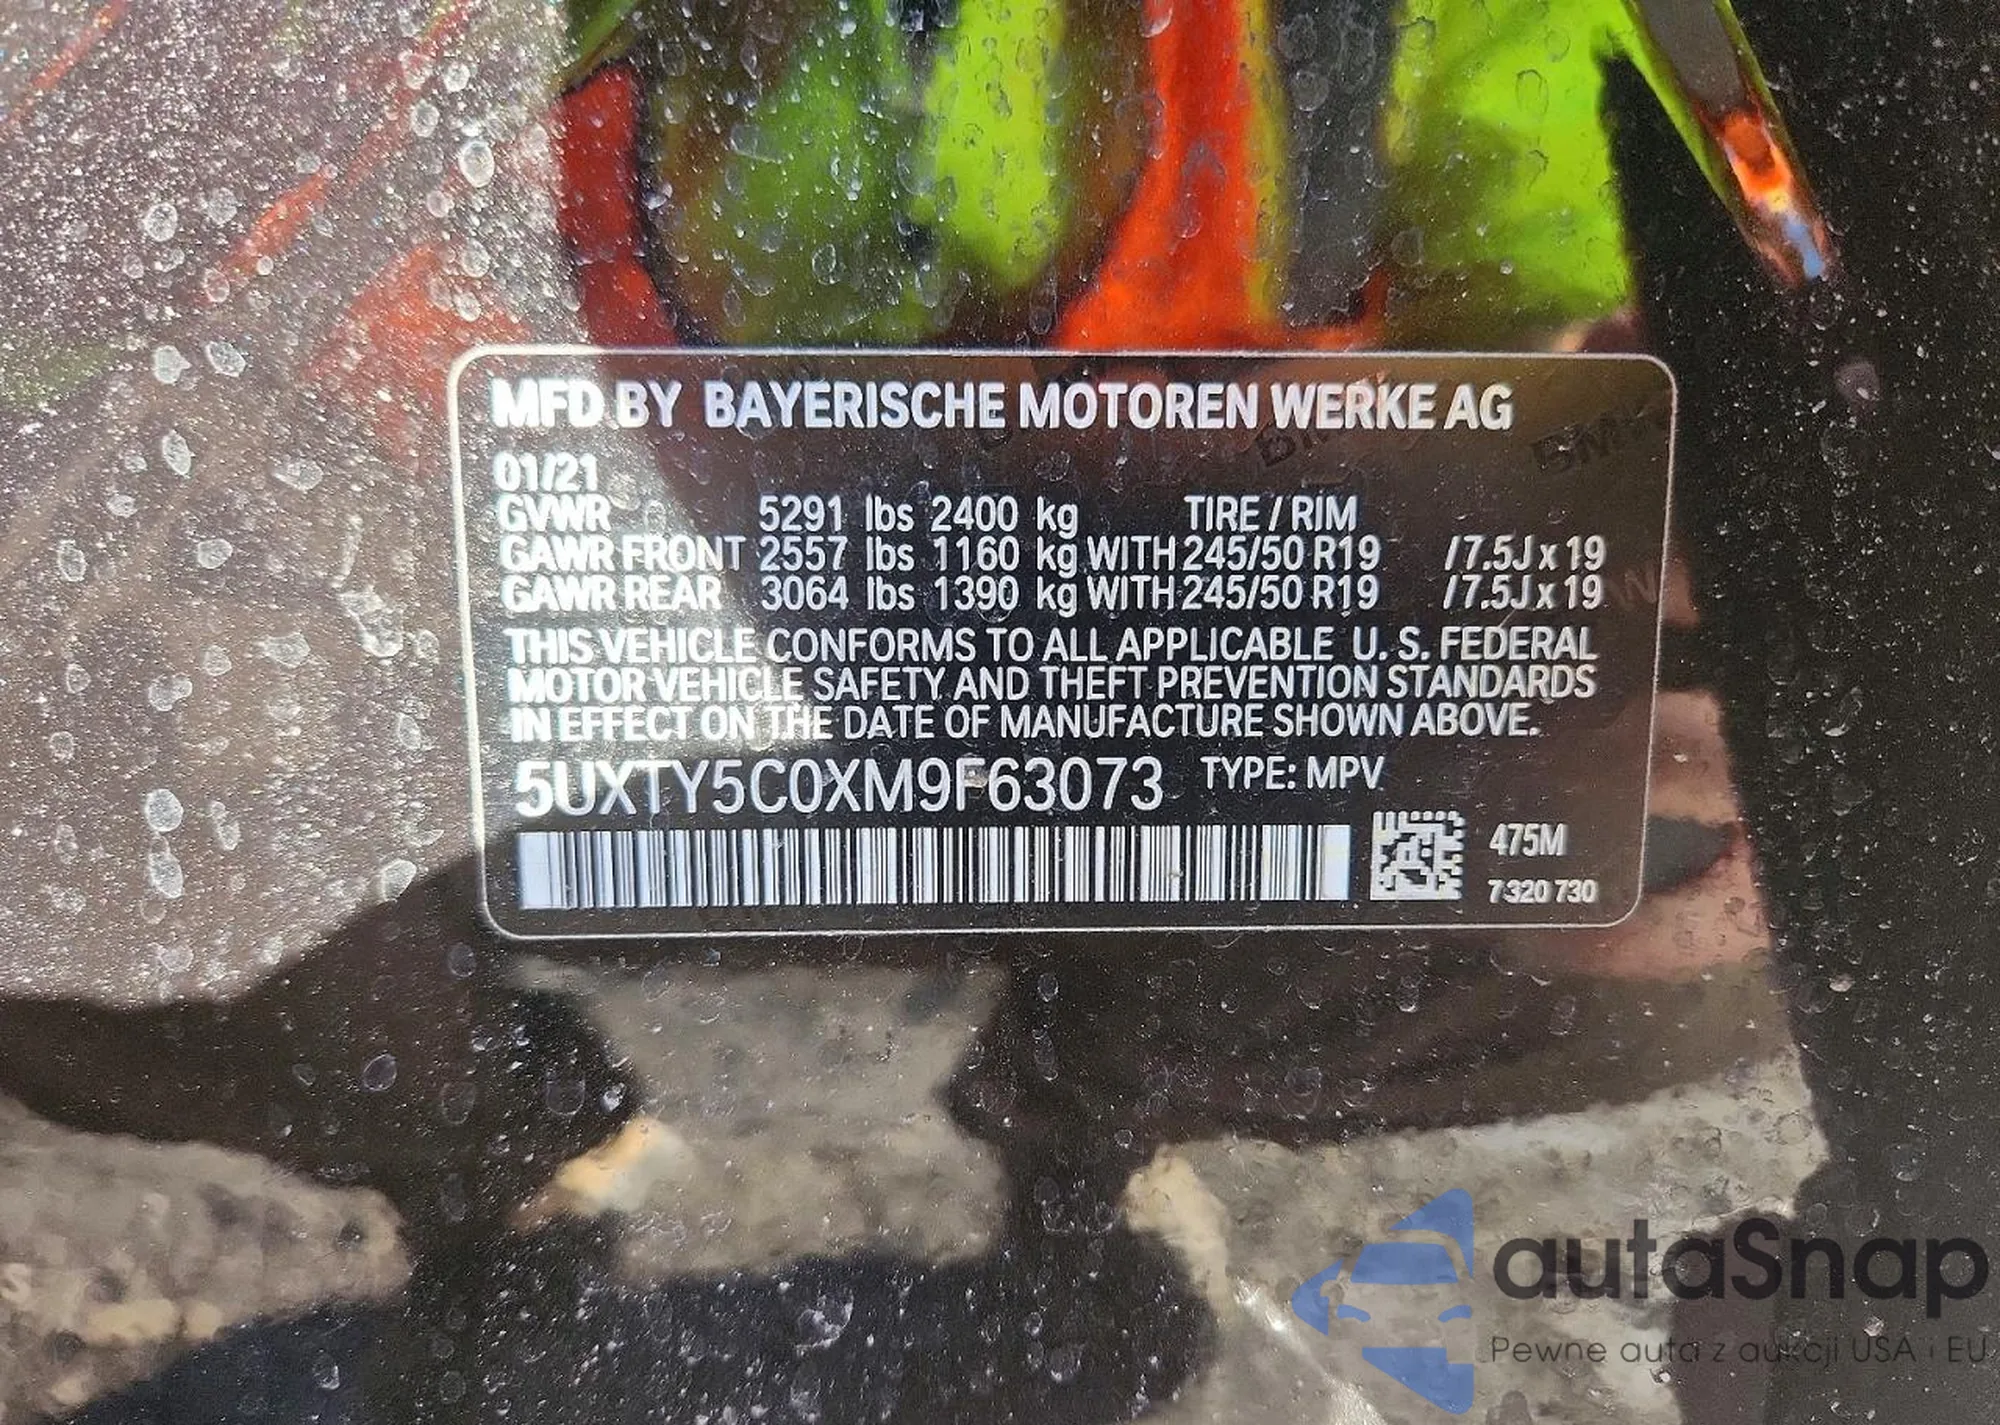 MFD BY BAYERISCHE MOTOREN WERKE AG
01/21
GVWR 5291 lbs 2400 kg TIRE / RIM
GAWR FRONT 2557 lbs 1160 kg WITH 245/50 R19 /7.5J x 19
GAWR REAR 3064 lbs 1390 kg WITH 245/50 R19 /7.5J x 19
THIS VEHICLE CONFORMS TO ALL APPLICABLE U. S. FEDERAL
MOTOR VEHICLE SAFETY AND THEFT PREVENTION STANDARDS
IN EFFECT ON THE DATE OF MANUFACTURE SHOWN ABOVE.
5UXTY5C0XM9F63073 TYPE: MPV
475M
7 320 730
autaSnap
Pewne auta z aukcji USA i EU